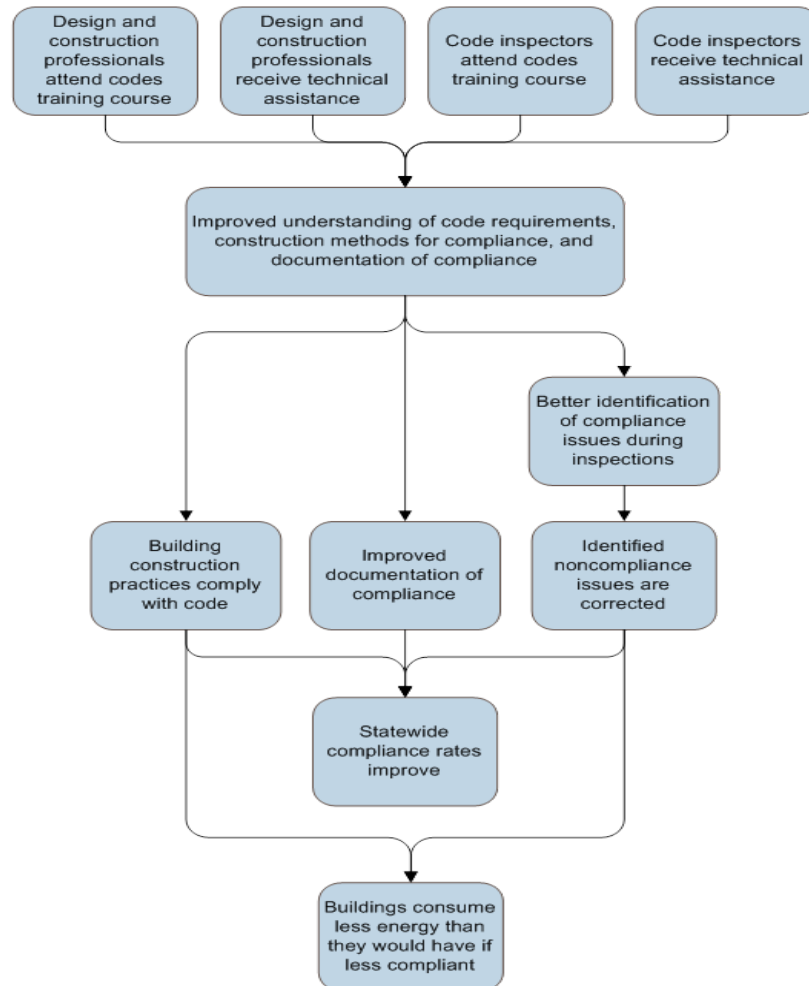 Design and
construction
professionals
attend codes
training course
Design and
construction
professionals
receive technical
assistance
Code inspectors
attend codes
training course
Code inspectors
receive technical
assistance
Improved understanding of code requirements,
construction methods for compliance, and
documentation of compliance
Better identification
of compliance
issues during
inspections
Building
construction
practices comply
with code
Improved
documentation of
compliance
Identified
noncompliance
issues are
corrected
Statewide
compliance rates
improve
Buildings consume
less energy than
they would have if
less compliant